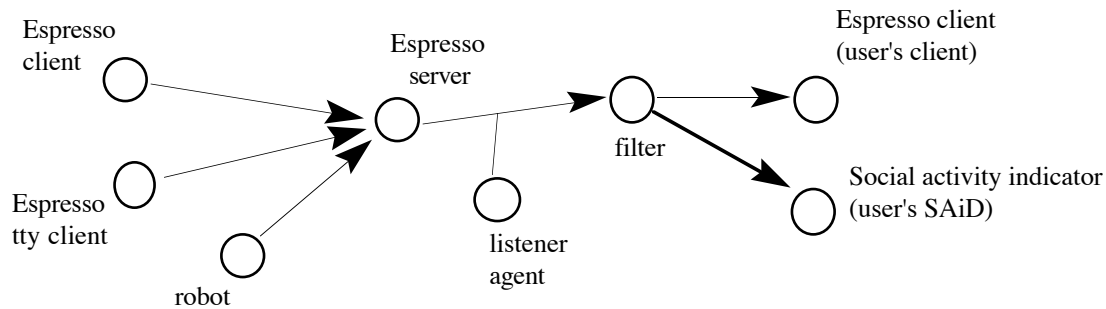 Espresso
client
Espresso
server
Espresso client
(user's client)
filter
Social activity indicator
(user's SAiD)
Espresso
tty client
listener
agent
robot